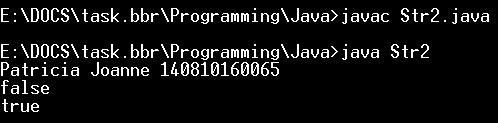 E:\DOCS\task.bbr\Programming\Java>javac Str2.java
E:\DOCS\task.bbr\Programming\Java>java Str2
Patricia Joanne 140810160065
false
true